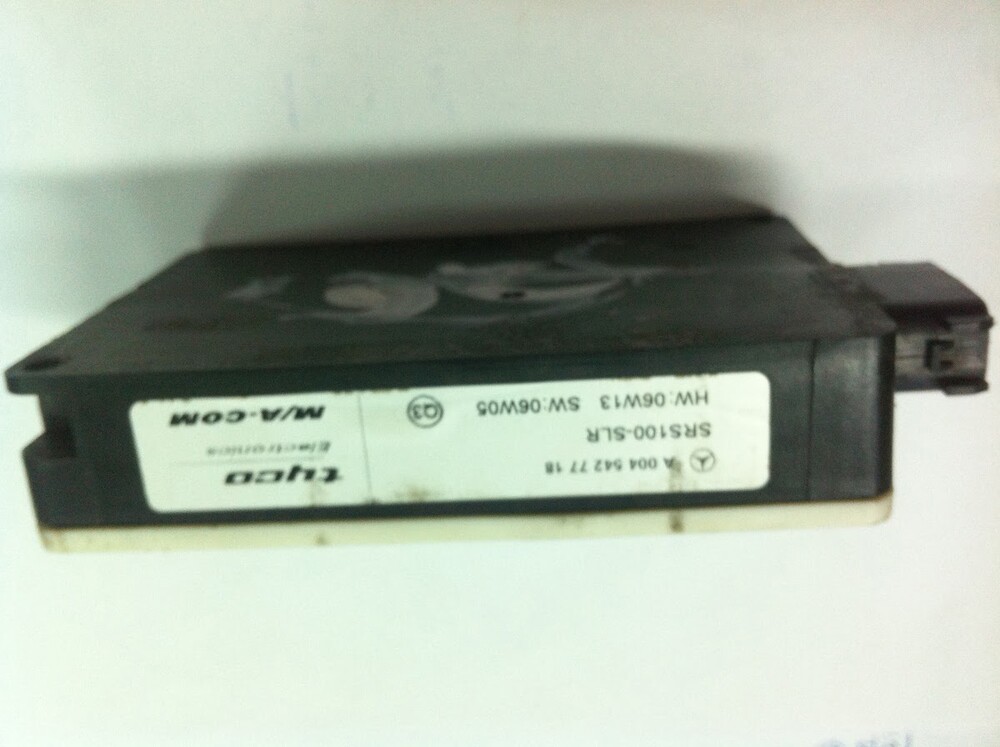 A 004 542 77 18
SRS100-SLR
HW:06W13 SW:06W05
Q3
tyco
Electronics
M/A-COM